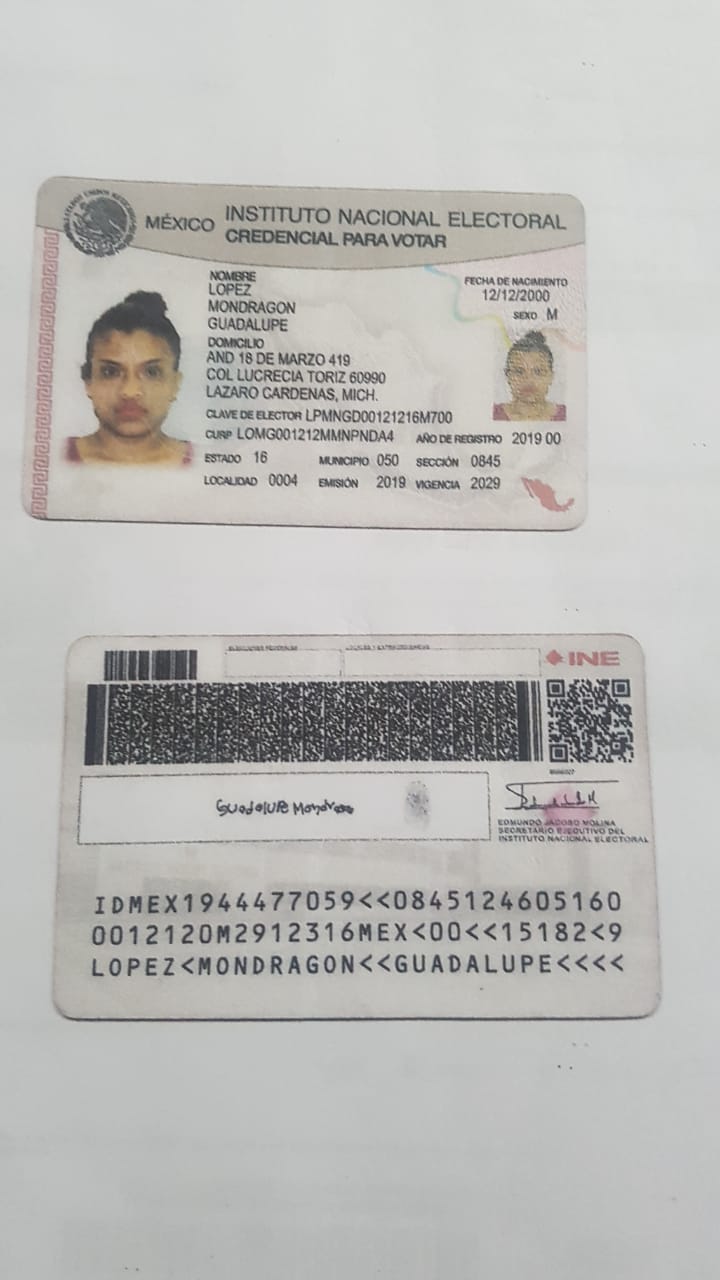 MÉXICO INSTITUTO NACIONAL ELECTORAL
CREDENCIAL PARA VOTAR
NOMBRE
LOPEZ
MONDRAGON
GUADALUPE
FECHA DE NACIMIENTO
12/12/2000
SEXO M
DOMICILIO
AND 18 DE MARZO 419
COL LUCRECIA TORIZ 60990
LAZARO CARDENAS, MICH.
CLAVE DE ELECTOR LPMNGD00121216M700
CURP LOMG001212MMNPNDA4 AÑO DE REGISTRO 2019 00
ESTADO 16 MUNICIPIO 050 SECCIÓN 0845
LOCALIDAD 0004 EMISIÓN 2019 VIGENCIA 2029
ELECCIONES FEDERALES LOCALES Y EXTRAORDINARIAS
INE
Guadalupe Mondragon
EDMUNDO JACOBO MOLINA
SECRETARIO EJECUTIVO DEL
INSTITUTO NACIONAL ELECTORAL
IDMEX1944477059<<0845124605160
0012120M2912316MEX<00<<15182<9
LOPEZ<MONDRAGON<<GUADALUPE<<<<